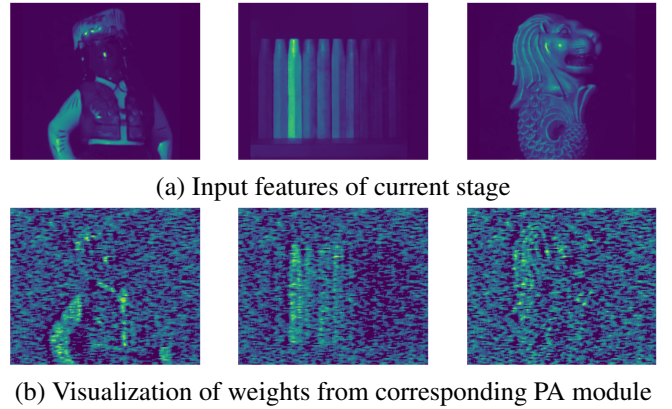 (a) Input features of current stage
(b) Visualization of weights from corresponding PA module